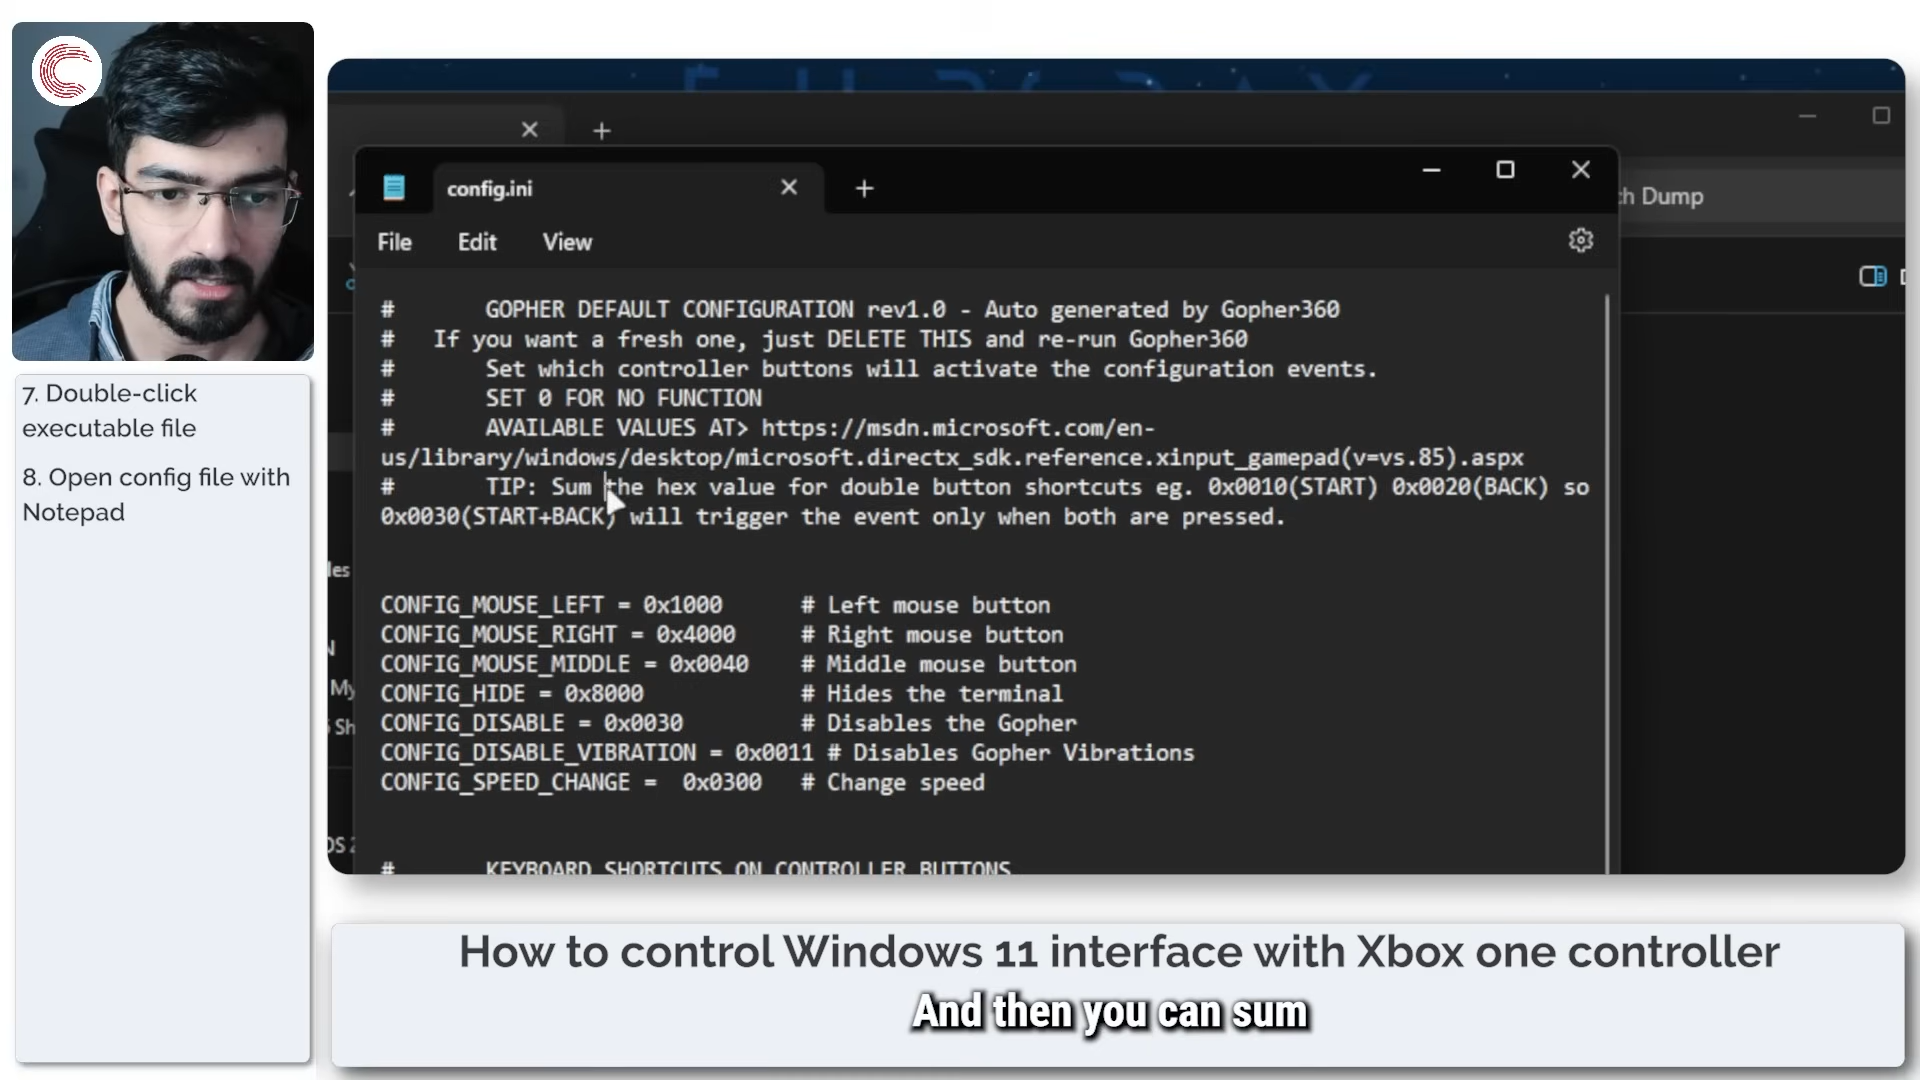 7. Double-click
executable file
8. Open config file with
Notepad
ch Dump
config.ini
File Edit View
# GOPHER DEFAULT CONFIGURATION rev1.0 - Auto generated by Gopher360
# If you want a fresh one, just DELETE THIS and re-run Gopher360
# Set which controller buttons will activate the configuration events.
# SET 0 FOR NO FUNCTION
# AVAILABLE VALUES AT> https://msdn.microsoft.com/en-
us/library/windows/desktop/microsoft.directx_sdk.reference.xinput_gamepad(v=vs.85).aspx
# TIP: Sum the hex value for double button shortcuts eg. 0x0010(START) 0x0020(BACK) so
0x0030(START+BACK) will trigger the event only when both are pressed.
CONFIG_MOUSE_LEFT = 0x1000 # Left mouse button
CONFIG_MOUSE_RIGHT = 0x4000 # Right mouse button
CONFIG_MOUSE_MIDDLE = 0x0040 # Middle mouse button
CONFIG_HIDE = 0x8000 # Hides the terminal
CONFIG_DISABLE = 0x0030 # Disables the Gopher
CONFIG_DISABLE_VIBRATION = 0x0011 # Disables Gopher Vibrations
CONFIG_SPEED_CHANGE = 0x0300 # Change speed
# KEYBOARD SHORTCUTS ON CONTROLLER BUTTONS
My
How to control Windows 11 interface with Xbox one controller
And then you can sum